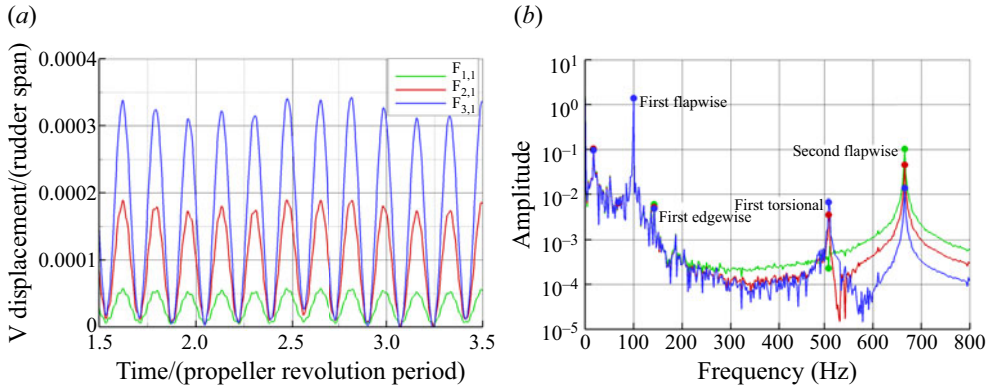 (a)
V displacement/(rudder span)
0.0004
0.0003
0.0002
0.0001
0
1.5
2.0
2.5
3.0
3.5
Time/(propeller revolution period)
F1,1
F2,1
F3,1
(b)
Amplitude
10^1
10^0
10^-1
10^-2
10^-3
10^-4
10^-5
0
100
200
300
400
500
600
700
800
Frequency (Hz)
First flapwise
Second flapwise
First edgewise
First torsional